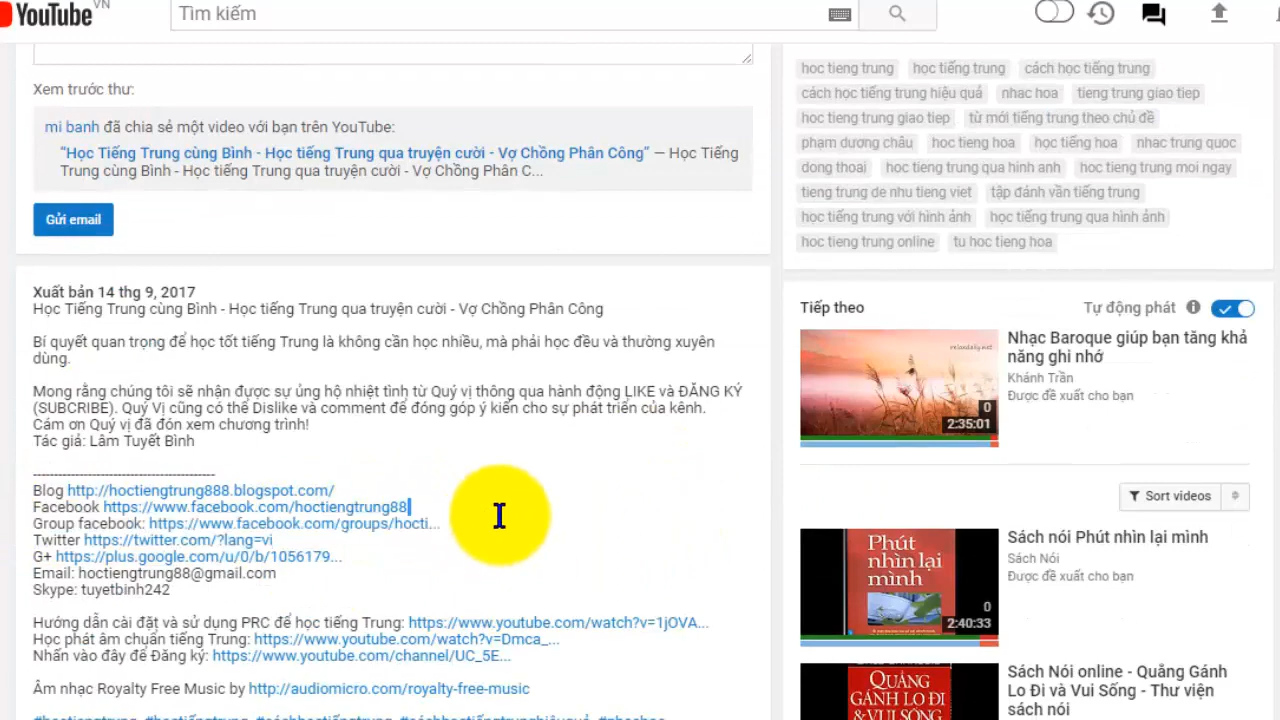 YouTube VN
Tìm kiếm
Xem trước thư:
mi banh đã chia sẻ một video với bạn trên YouTube:
"Học Tiếng Trung cùng Bình - Học tiếng Trung qua truyện cười - Vợ Chồng Phân Công" — Học Tiếng
Trung cùng Bình - Học tiếng Trung qua truyện cười - Vợ Chồng Phân C...
Gửi email
Xuất bản 14 thg 9, 2017
Học Tiếng Trung cùng Bình - Học tiếng Trung qua truyện cười - Vợ Chồng Phân Công
Bí quyết quan trọng để học tốt tiếng Trung là không cần học nhiều, mà phải học đều và thường xuyên
dùng.
Mong rằng chúng tôi sẽ nhận được sự ủng hộ nhiệt tình từ Quý vị thông qua hành động LIKE và ĐĂNG KÝ
(SUBCRIBE). Quý Vị cũng có thể Dislike và comment để đóng góp ý kiến cho sự phát triển của kênh.
Cám ơn Quý vị đã đón xem chương trình!
Tác giả: Lâm Tuyết Bình
--------------------------------------------
Blog http://hoctiengtrung888.blogspot.com/
Facebook https://www.facebook.com/hoctiengtrung88
Group facebook: https://www.facebook.com/groups/hocti...
Twitter https://twitter.com/?lang=vi
G+ https://plus.google.com/u/0/b/1056179...
Email: hoctiengtrung88@gmail.com
Skype: tuyetbinh242
Hướng dẫn cài đặt và sử dụng PRC để học tiếng Trung: https://www.youtube.com/watch?v=1jOVA...
Học phát âm chuẩn tiếng Trung: https://www.youtube.com/watch?v=Dmca_...
Nhấn vào đây để Đăng ký: https://www.youtube.com/channel/UC_5E...
Âm nhạc Royalty Free Music by http://audiomicro.com/royalty-free-music
hoc tieng trung học tiếng trung cách học tiếng trung
cách học tiếng trung hiệu quả nhac hoa tieng trung giao tiep
hoc tieng trung giao tiep từ mới tiếng trung theo chủ đề
phạm dương châu hoc tieng hoa học tiếng hoa nhac trung quoc
dong thoai hoc tieng trung qua hinh anh hoc tieng trung moi ngay
tieng trung de nhu tieng viet tập đánh vần tiếng trung
học tiếng trung với hình ảnh học tiếng trung qua hình ảnh
hoc tieng trung online tu hoc tieng hoa
Tiếp theo
Tự động phát
relaxdaily.net
0
2:35:01
Nhạc Baroque giúp bạn tăng khả
năng ghi nhớ
Khánh Trần
Được đề xuất cho bạn
Sort videos
Phút
nhìn lại
mình
0
2:40:33
Sách nói Phút nhìn lại mình
Sách Nói
Được đề xuất cho bạn
QUẲNG
GÁNH LO ĐI
& VUI SỐNG
Sách Nói online - Quẳng Gánh
Lo Đi và Vui Sống - Thư viện
sách nói